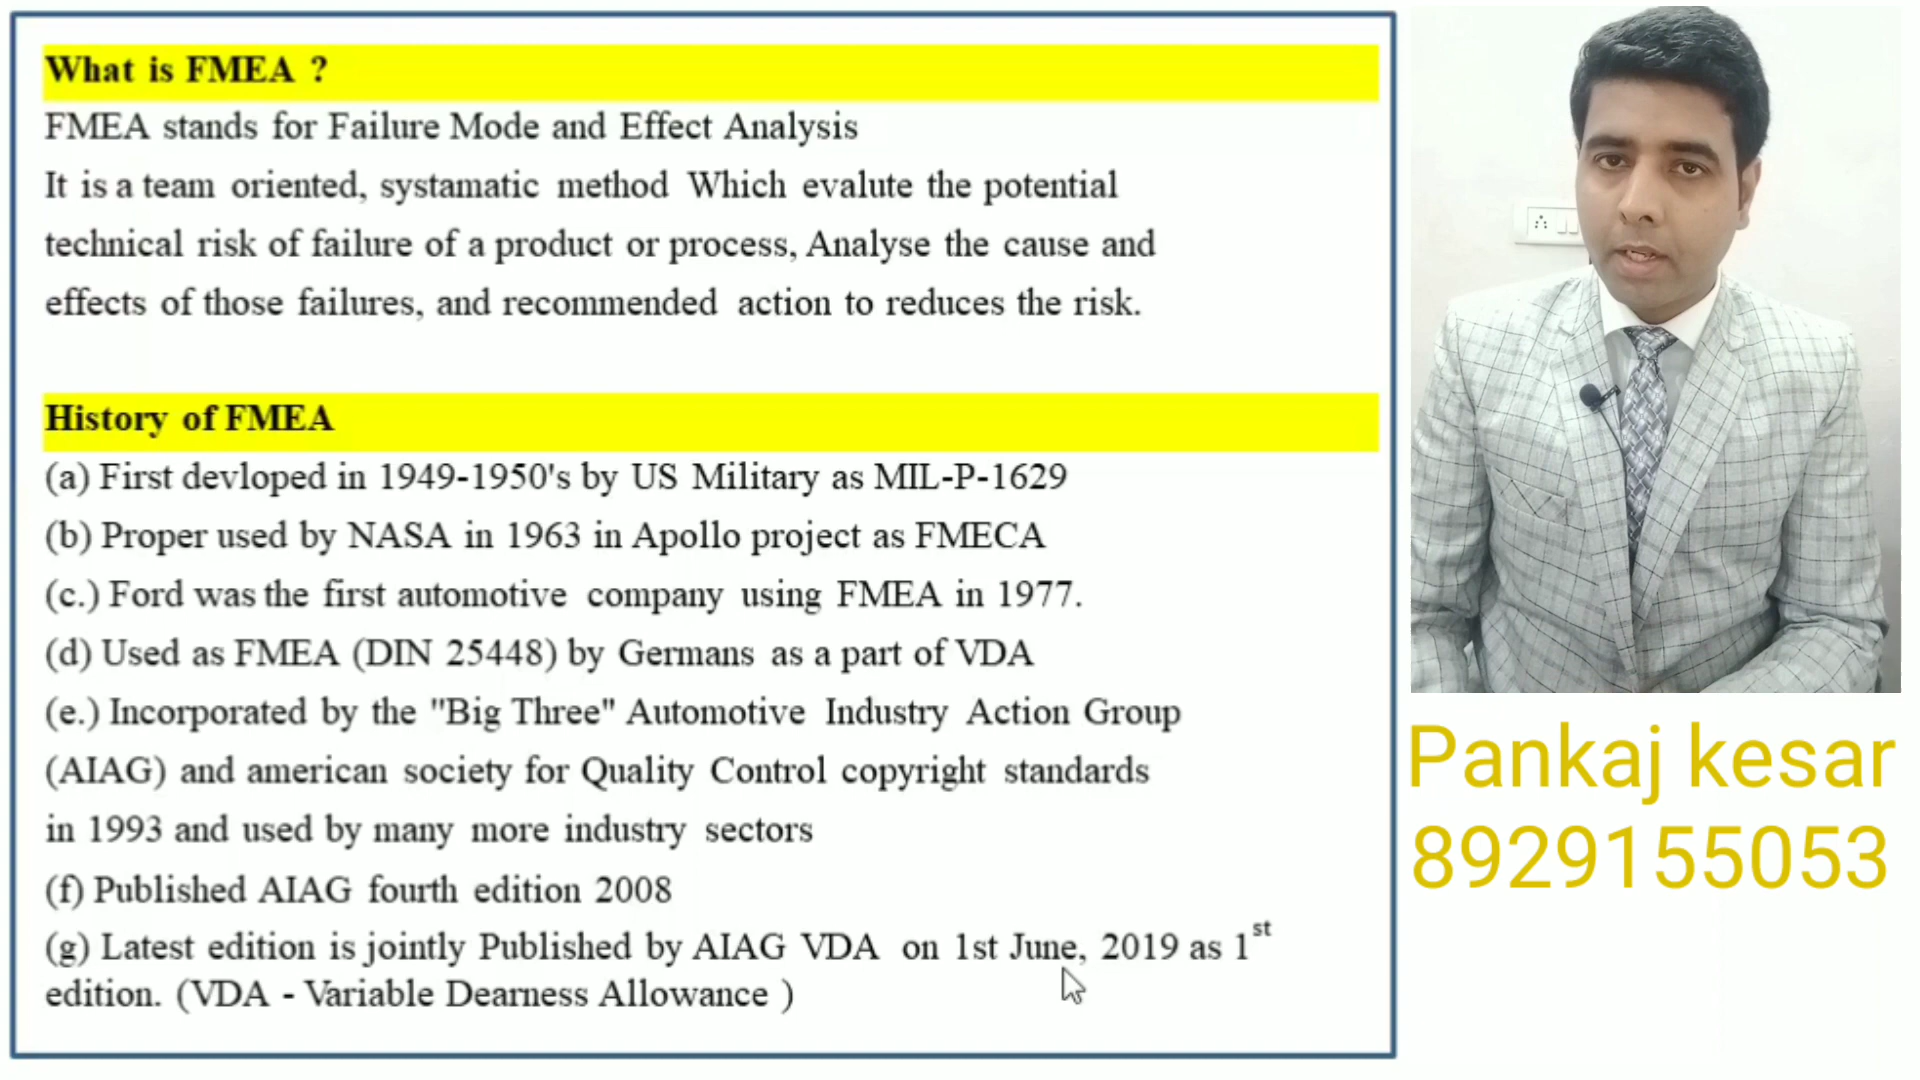 What is FMEA ?
FMEA stands for Failure Mode and Effect Analysis
It is a team oriented, systamatic method Which evalute the potential
technical risk of failure of a product or process, Analyse the cause and
effects of those failures, and recommended action to reduces the risk.
History of FMEA
(a) First devloped in 1949-1950's by US Military as MIL-P-1629
(b) Proper used by NASA in 1963 in Apollo project as FMECA
(c.) Ford was the first automotive company using FMEA in 1977.
(d) Used as FMEA (DIN 25448) by Germans as a part of VDA
(e.) Incorporated by the "Big Three" Automotive Industry Action Group
(AIAG) and american society for Quality Control copyright standards
in 1993 and used by many more industry sectors
(f) Published AIAG fourth edition 2008
(g) Latest edition is jointly Published by AIAG VDA on 1st June, 2019 as 1st
edition. (VDA - Variable Dearness Allowance )
Pankaj kesar
8929155053